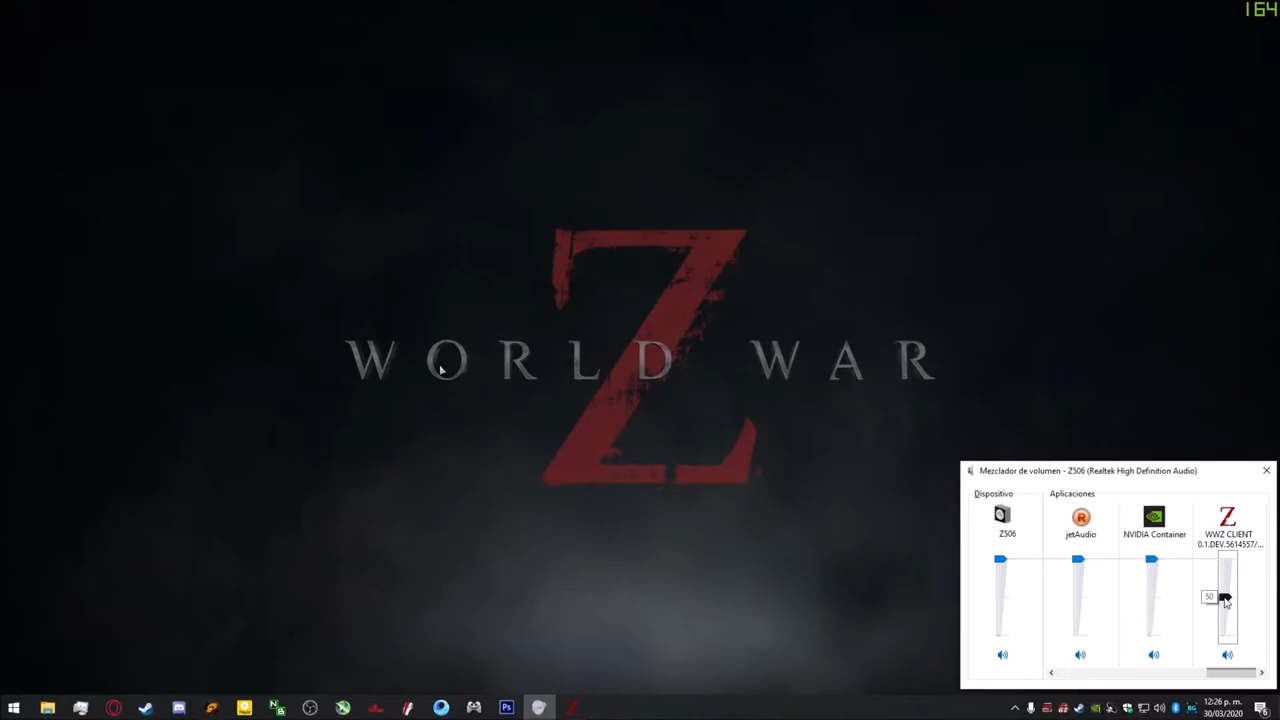 164
WORLD WAR
Z
Mezclador de volumen - Z506 (Realtek High Definition Audio)
Dispositivo
Aplicaciones
Z506
jetAudio
NVIDIA Container
WWZ CLIENT
0.1.DEV.5614557/...
50
12:26 p. m.
30/03/2020
6